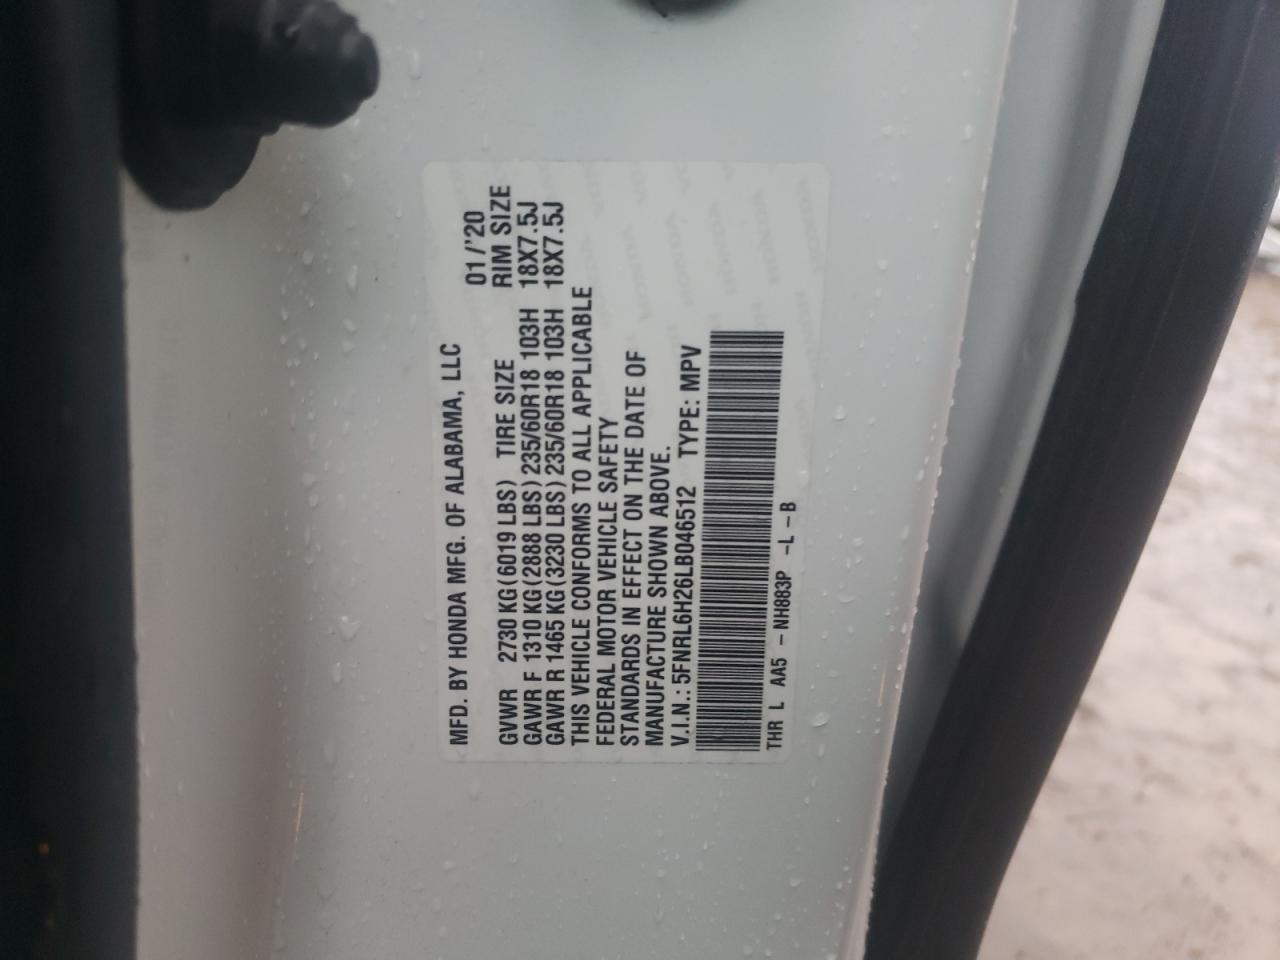 MFD. BY HONDA MFG. OF ALABAMA, LLC 01/'20
GVWR 2730 KG(6019 LBS) TIRE SIZE RIM SIZE
GAWR F 1310 KG(2888 LBS) 235/60R18 103H 18X7.5J
GAWR R 1465 KG(3230 LBS) 235/60R18 103H 18X7.5J
THIS VEHICLE CONFORMS TO ALL APPLICABLE
FEDERAL MOTOR VEHICLE SAFETY
STANDARDS IN EFFECT ON THE DATE OF
MANUFACTURE SHOWN ABOVE.
V.I.N.: 5FNRL6H26LB046512 TYPE: MPV
THR L AA5 - NH883P -L-B